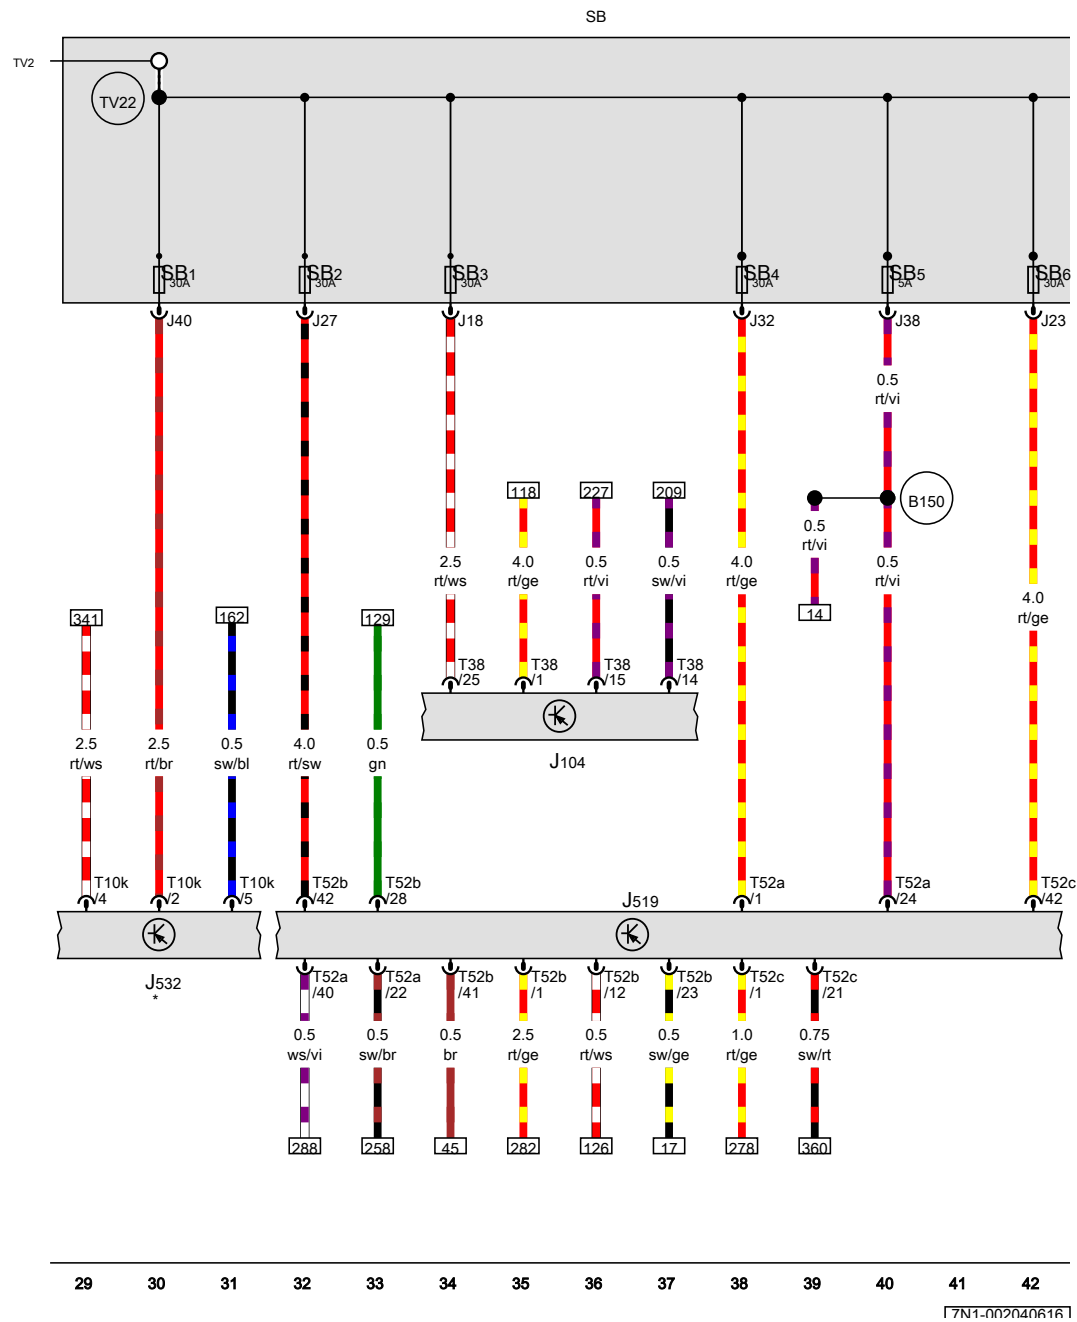 SB
TV2
TV22
SB1
30A
SB2
30A
SB3
30A
SB4
30A
SB5
5A
SB6
30A
J40
J27
J18
J32
J38
J23
0.5
rt/vi
118
227
209
B150
0.5
rt/vi
2.5
rt/ws
4.0
rt/ge
0.5
rt/vi
0.5
sw/vi
4.0
rt/ge
0.5
rt/vi
4.0
rt/ge
14
341
162
129
T38
/25
T38
/1
T38
/15
T38
/14
2.5
rt/ws
2.5
rt/br
0.5
sw/bl
4.0
rt/sw
0.5
gn
J104
T10k
/4
T10k
/2
T10k
/5
T52b
/42
T52b
/28
T52a
/1
T52a
/24
T52c
/42
J519
J532
*
T52a
/40
T52a
/22
T52b
/41
T52b
/1
T52b
/12
T52b
/23
T52c
/1
T52c
/21
0.5
ws/vi
0.5
sw/br
0.5
br
2.5
rt/ge
0.5
rt/ws
0.5
sw/ge
1.0
rt/ge
0.75
sw/rt
288
258
45
282
126
17
278
360
29 30 31 32 33 34 35 36 37 38 39 40 41 42
7N1-002040616